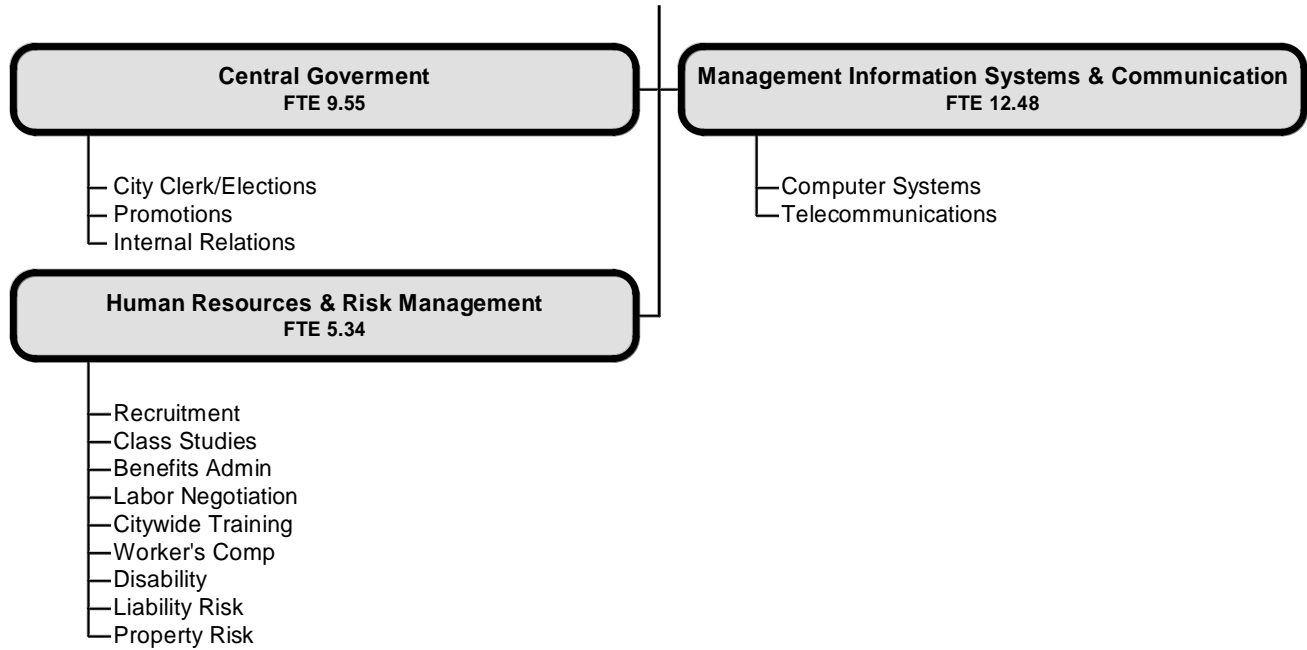 Central Goverment
FTE 9.55
Management Information Systems & Communication
FTE 12.48
City Clerk/Elections
Promotions
Internal Relations
Computer Systems
Telecommunications
Human Resources & Risk Management
FTE 5.34
Recruitment
Class Studies
Benefits Admin
Labor Negotiation
Citywide Training
Worker's Comp
Disability
Liability Risk
Property Risk